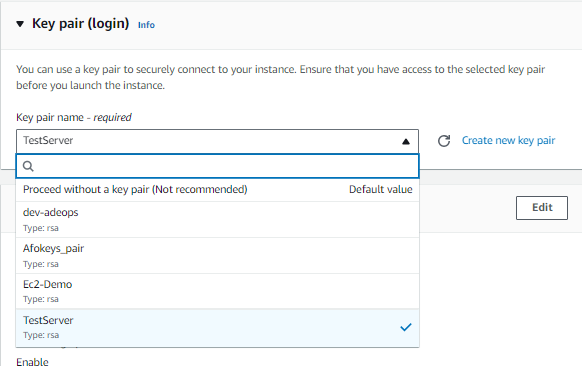 Key pair (login) Info
You can use a key pair to securely connect to your instance. Ensure that you have access to the selected key pair
before you launch the instance.
Key pair name - required
TestServer
Create new key pair
Proceed without a key pair (Not recommended) Default value
dev-adeops
Type: rsa
Edit
Afokeys_pair
Type: rsa
Ec2-Demo
Type: rsa
TestServer
Type: rsa
Enable